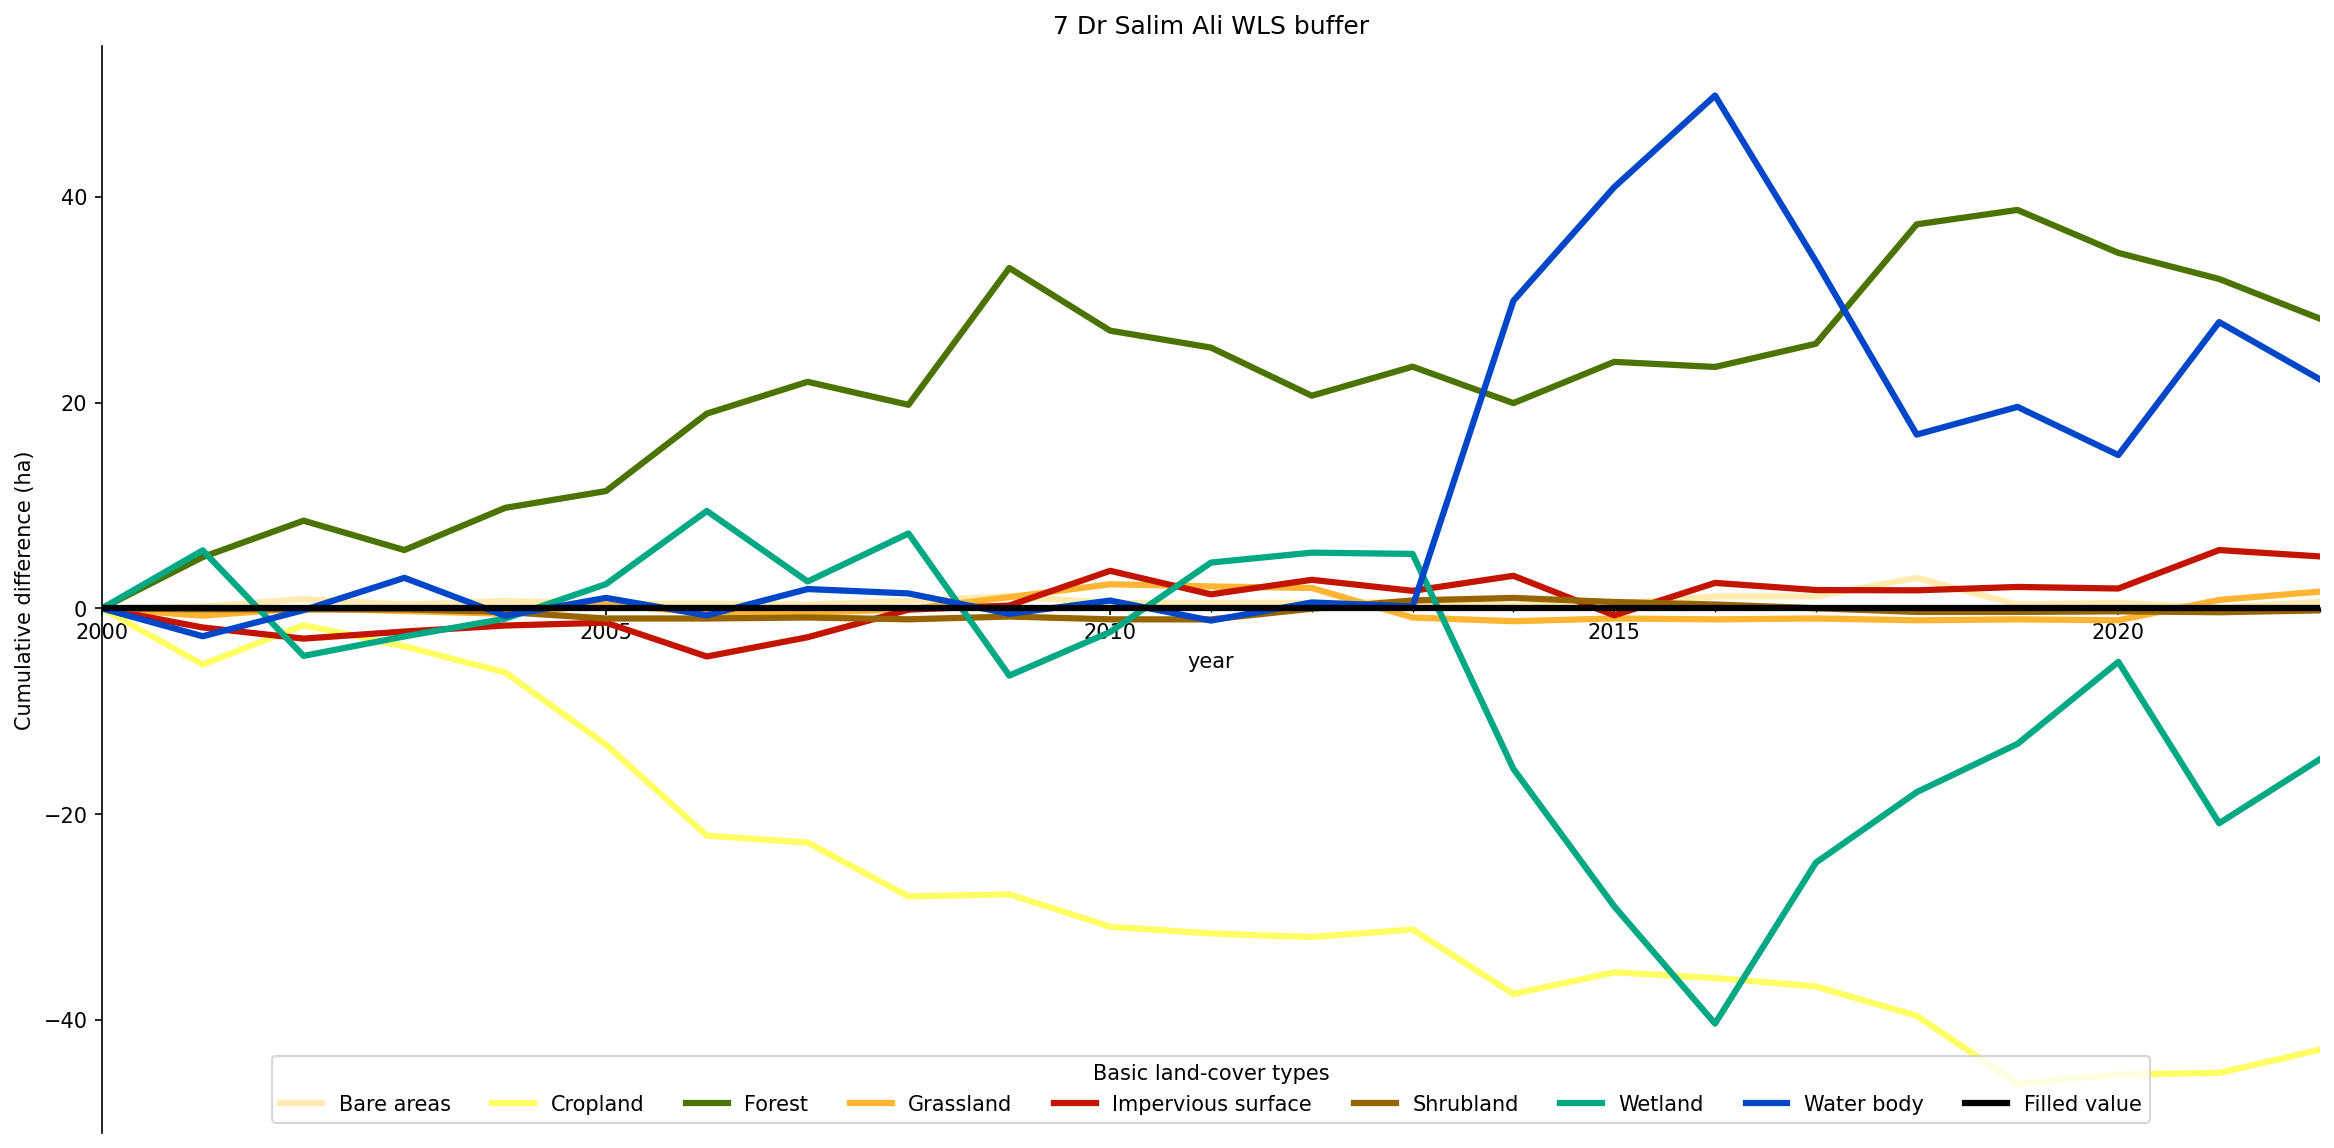 7 Dr Salim Ali WLS buffer
Cumulative difference (ha)
40
20
0
−20
−40
2000 2005 2010 2015 2020
year
Basic land-cover types
Bare areas Cropland Forest Grassland Impervious surface Shrubland Wetland Water body Filled value